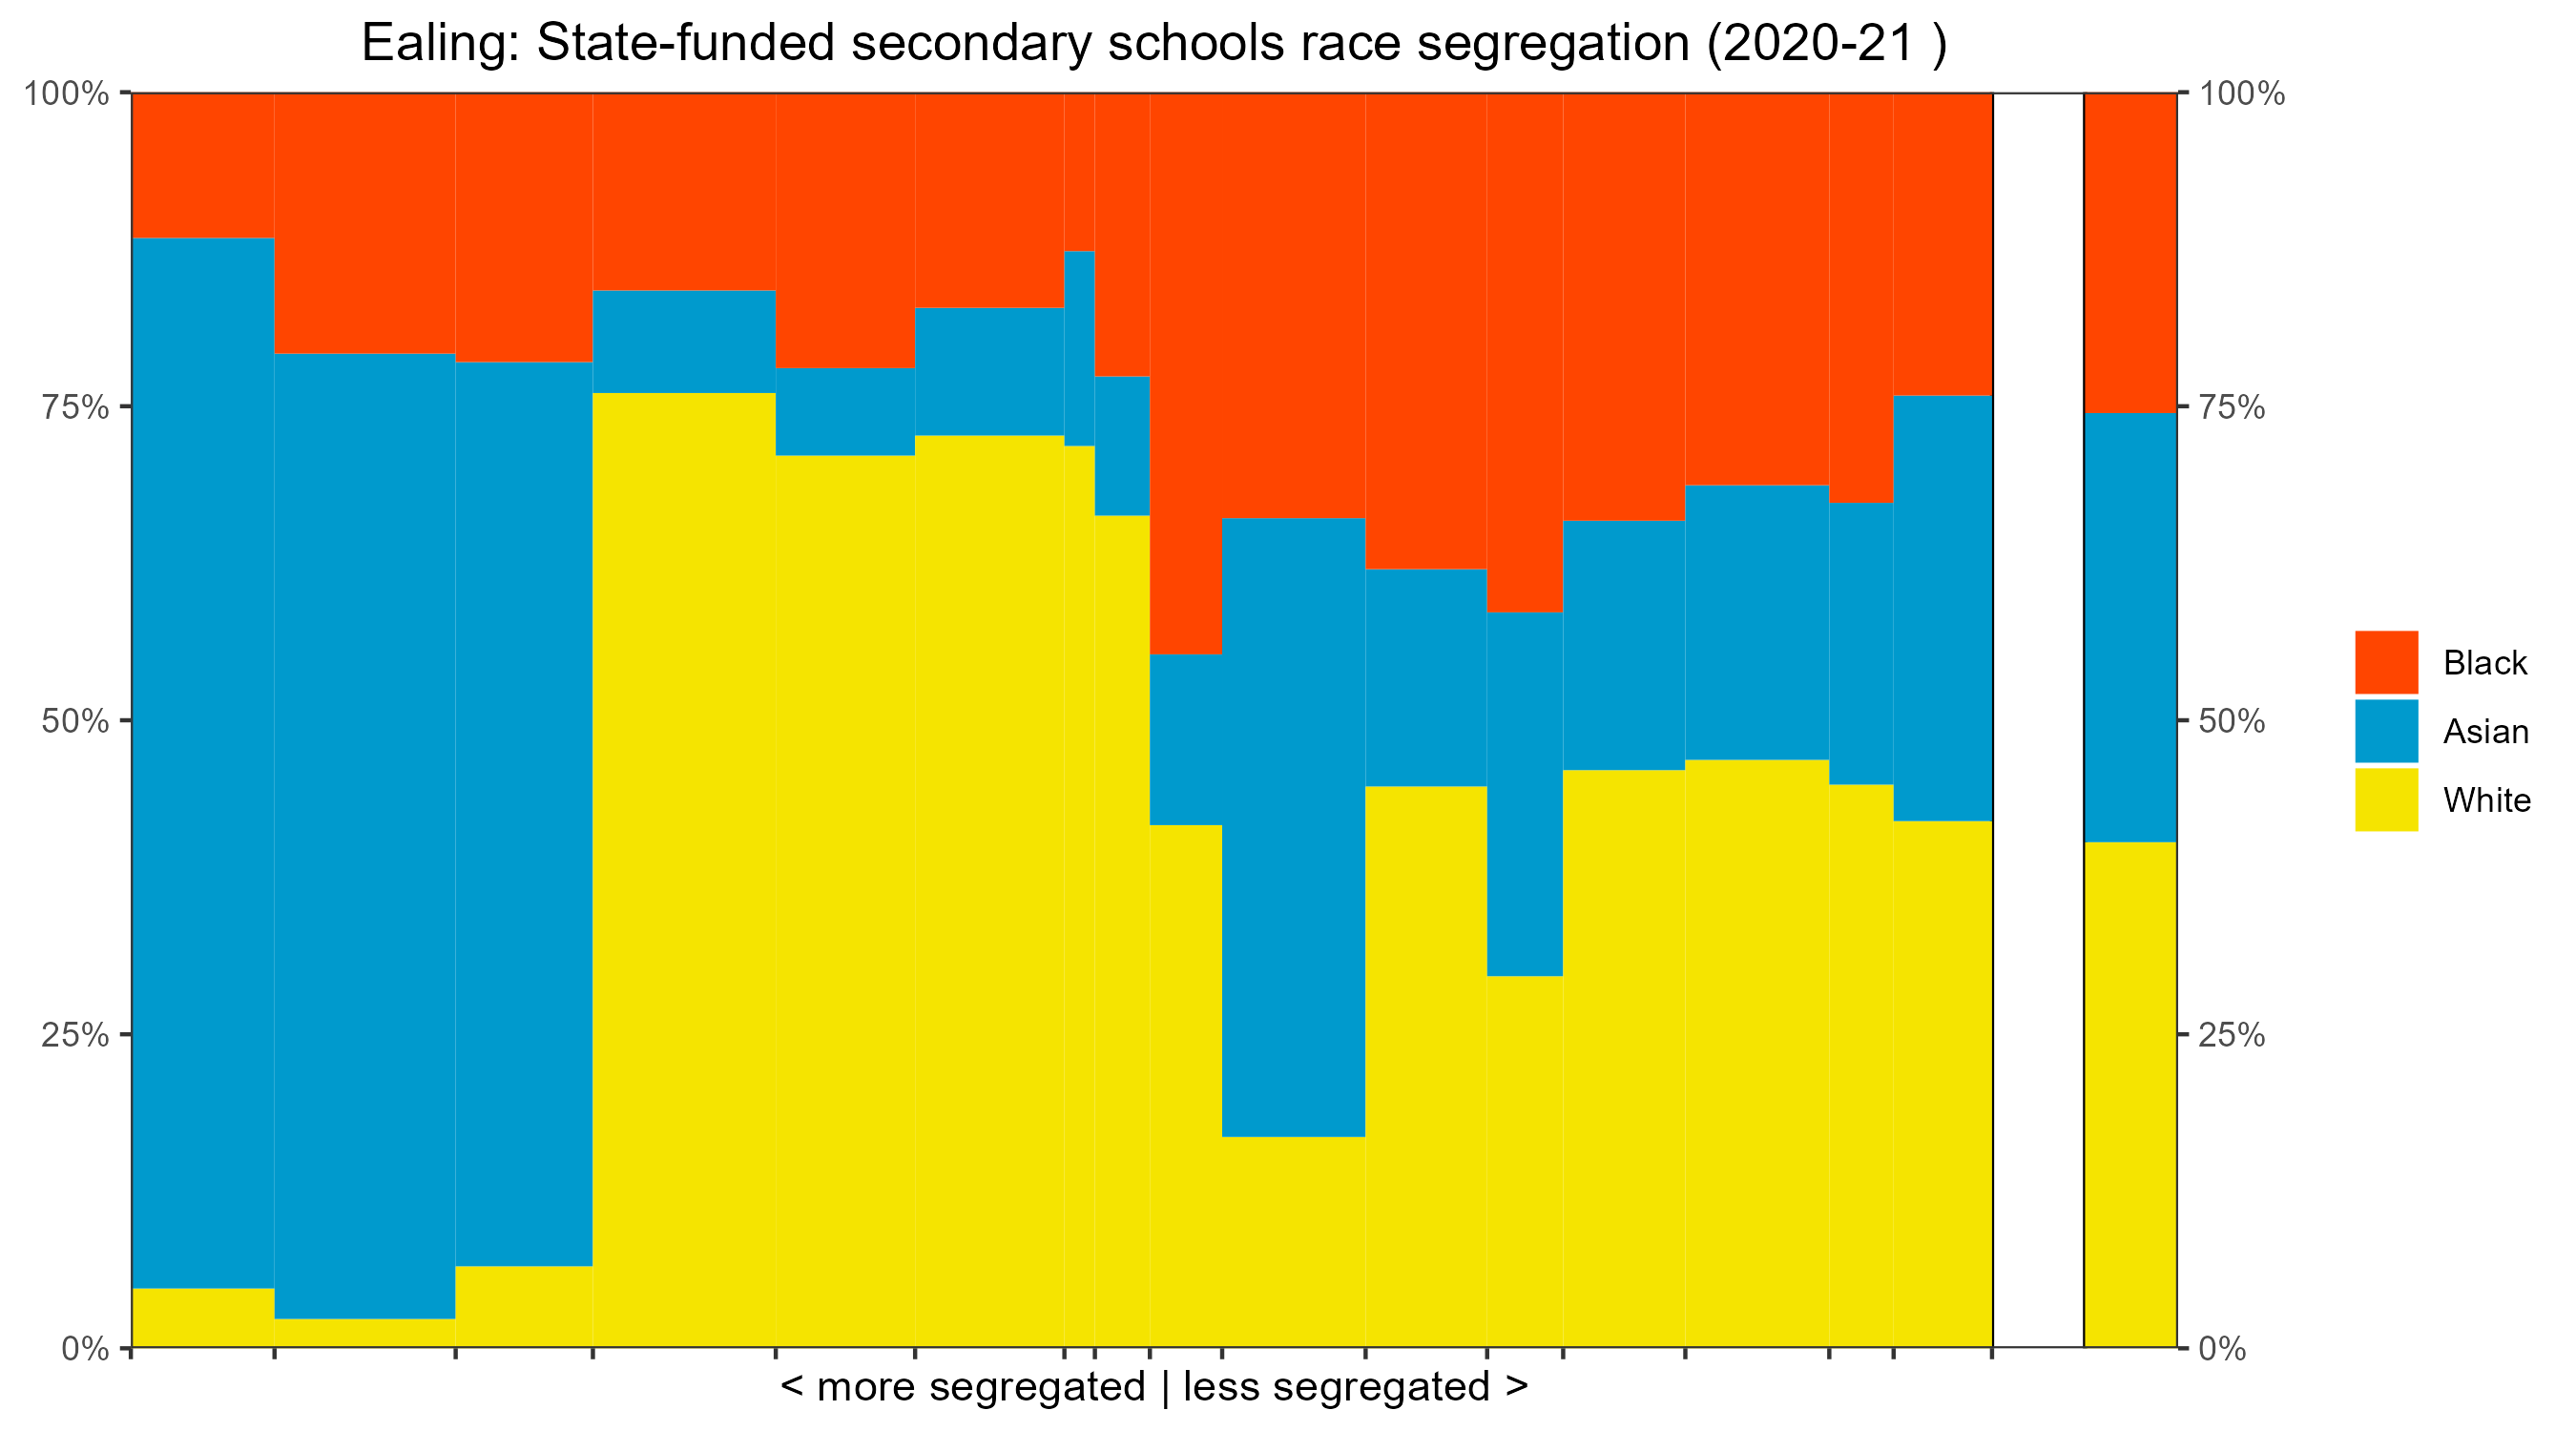 Ealing: State-funded secondary schools race segregation (2020-21 )
100%
75%
50%
25%
0%
100%
75%
50%
25%
0%
Black
Asian
White
< more segregated | less segregated >